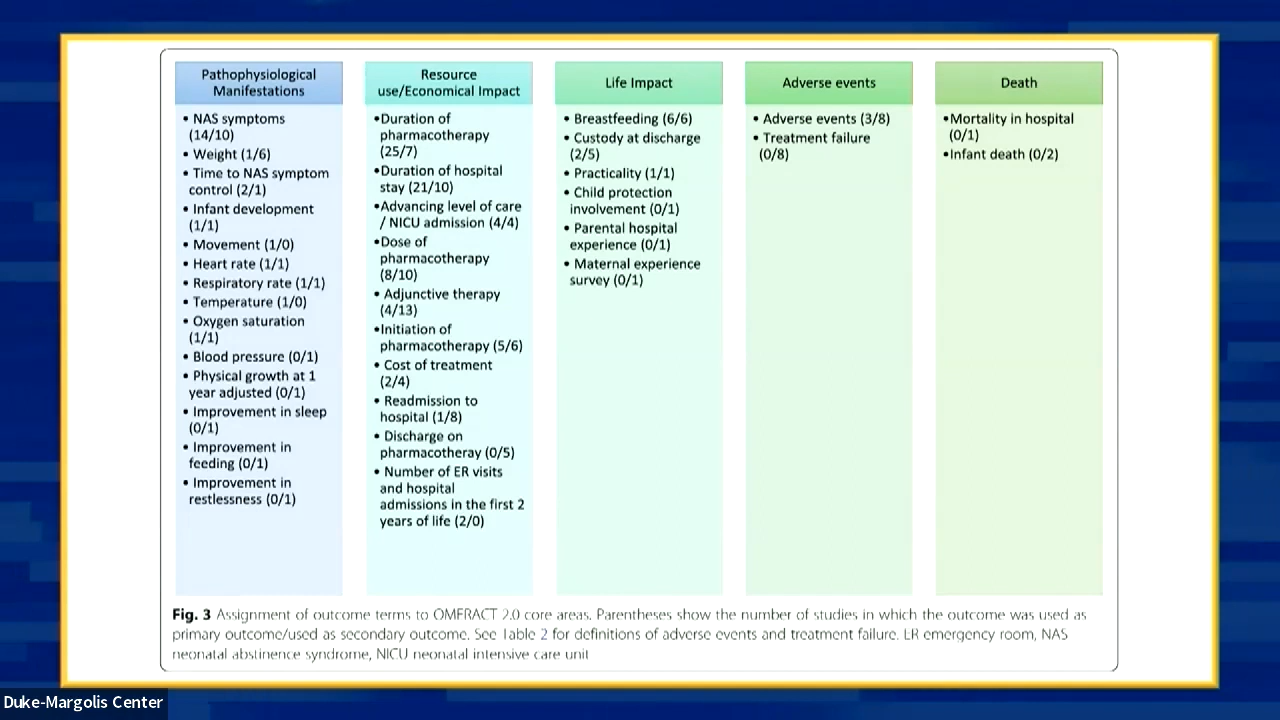 Pathophysiological
Manifestations
• NAS symptoms
(14/10)
• Weight (1/6)
• Time to NAS symptom
control (2/1)
• Infant development
(1/1)
• Movement (1/0)
• Heart rate (1/1)
• Respiratory rate (1/1)
• Temperature (1/0)
• Oxygen saturation
(1/1)
• Blood pressure (0/1)
• Physical growth at 1
year adjusted (0/1)
• Improvement in sleep
(0/1)
• Improvement in
feeding (0/1)
• Improvement in
restlessness (0/1)
Resource
use/Economical Impact
•Duration of
pharmacotherapy
(25/7)
•Duration of hospital
stay (21/10)
•Advancing level of care
/ NICU admission (4/4)
•Dose of
pharmacotherapy
(8/10)
• Adjunctive therapy
(4/13)
•Initiation of
pharmacotherapy (5/6)
• Cost of treatment
(2/4)
• Readmission to
hospital (1/8)
• Discharge on
pharmacotheray (0/5)
• Number of ER visits
and hospital
admissions in the first 2
years of life (2/0)
Life Impact
• Breastfeeding (6/6)
• Custody at discharge
(2/5)
• Practicality (1/1)
• Child protection
involvement (0/1)
• Parental hospital
experience (0/1)
• Maternal experience
survey (0/1)
Adverse events
• Adverse events (3/8)
• Treatment failure
(0/8)
Death
•Mortality in hospital
(0/1)
•Infant death (0/2)
Fig. 3 Assignment of outcome terms to OMERACT 2.0 core areas. Parentheses show the number of studies in which the outcome was used as
primary outcome/used as secondary outcome. See Table 2 for definitions of adverse events and treatment failure. ER emergency room, NAS
neonatal abstinence syndrome, NICU neonatal intensive care unit
Duke-Margolis Center